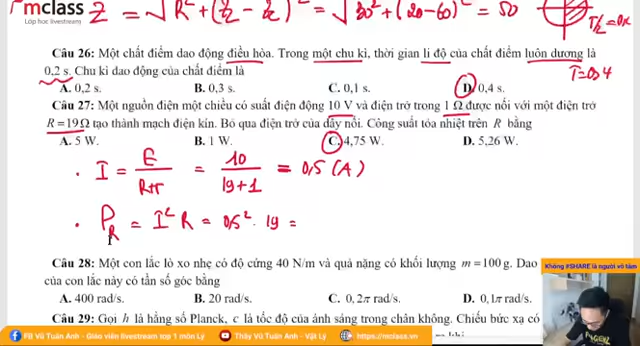 mclass
Lớp học livestream
Z = √R² + (Z_L - Z_C)² = √30² + (20-60)² = 50
Câu 26: Một chất điểm dao động điều hòa. Trong một chu kì, thời gian li độ của chất điểm luôn dương là
0,2 s. Chu kì dao động của chất điểm là
T=0,4
A. 0,2 s. B. 0,3 s. C. 0,1 s. D. 0,4 s.
Câu 27: Một nguồn điện một chiều có suất điện động 10 V và điện trở trong 1 Ω được nối với một điện trở
R = 19 Ω tạo thành mạch điện kín. Bỏ qua điện trở của dây nối. Công suất tỏa nhiệt trên R bằng
A. 5 W. B. 1 W. C. 4,75 W. D. 5,26 W.
I = E/R+r = 10/19+1 = 0,5 (A)
P_R = I² R = 0,5² . 19 =
Câu 28: Một con lắc lò xo nhẹ có độ cứng 40 N/m và quả nặng có khối lượng m = 100 g. Dao
của con lắc này có tần số góc bằng
A. 400 rad/s. B. 20 rad/s. C. 0,2π rad/s. D. 0,1π rad/s.
Câu 29: Gọi h là hằng số Planck, c là tốc độ của ánh sáng trong chân không. Chiếu bức xạ có
Không #SHARE là người vô tâm
FB Vũ Tuấn Anh - Giáo viên livestream top 1 môn Lý
Thầy Vũ Tuấn Anh - Vật Lý
https://mclass.vn